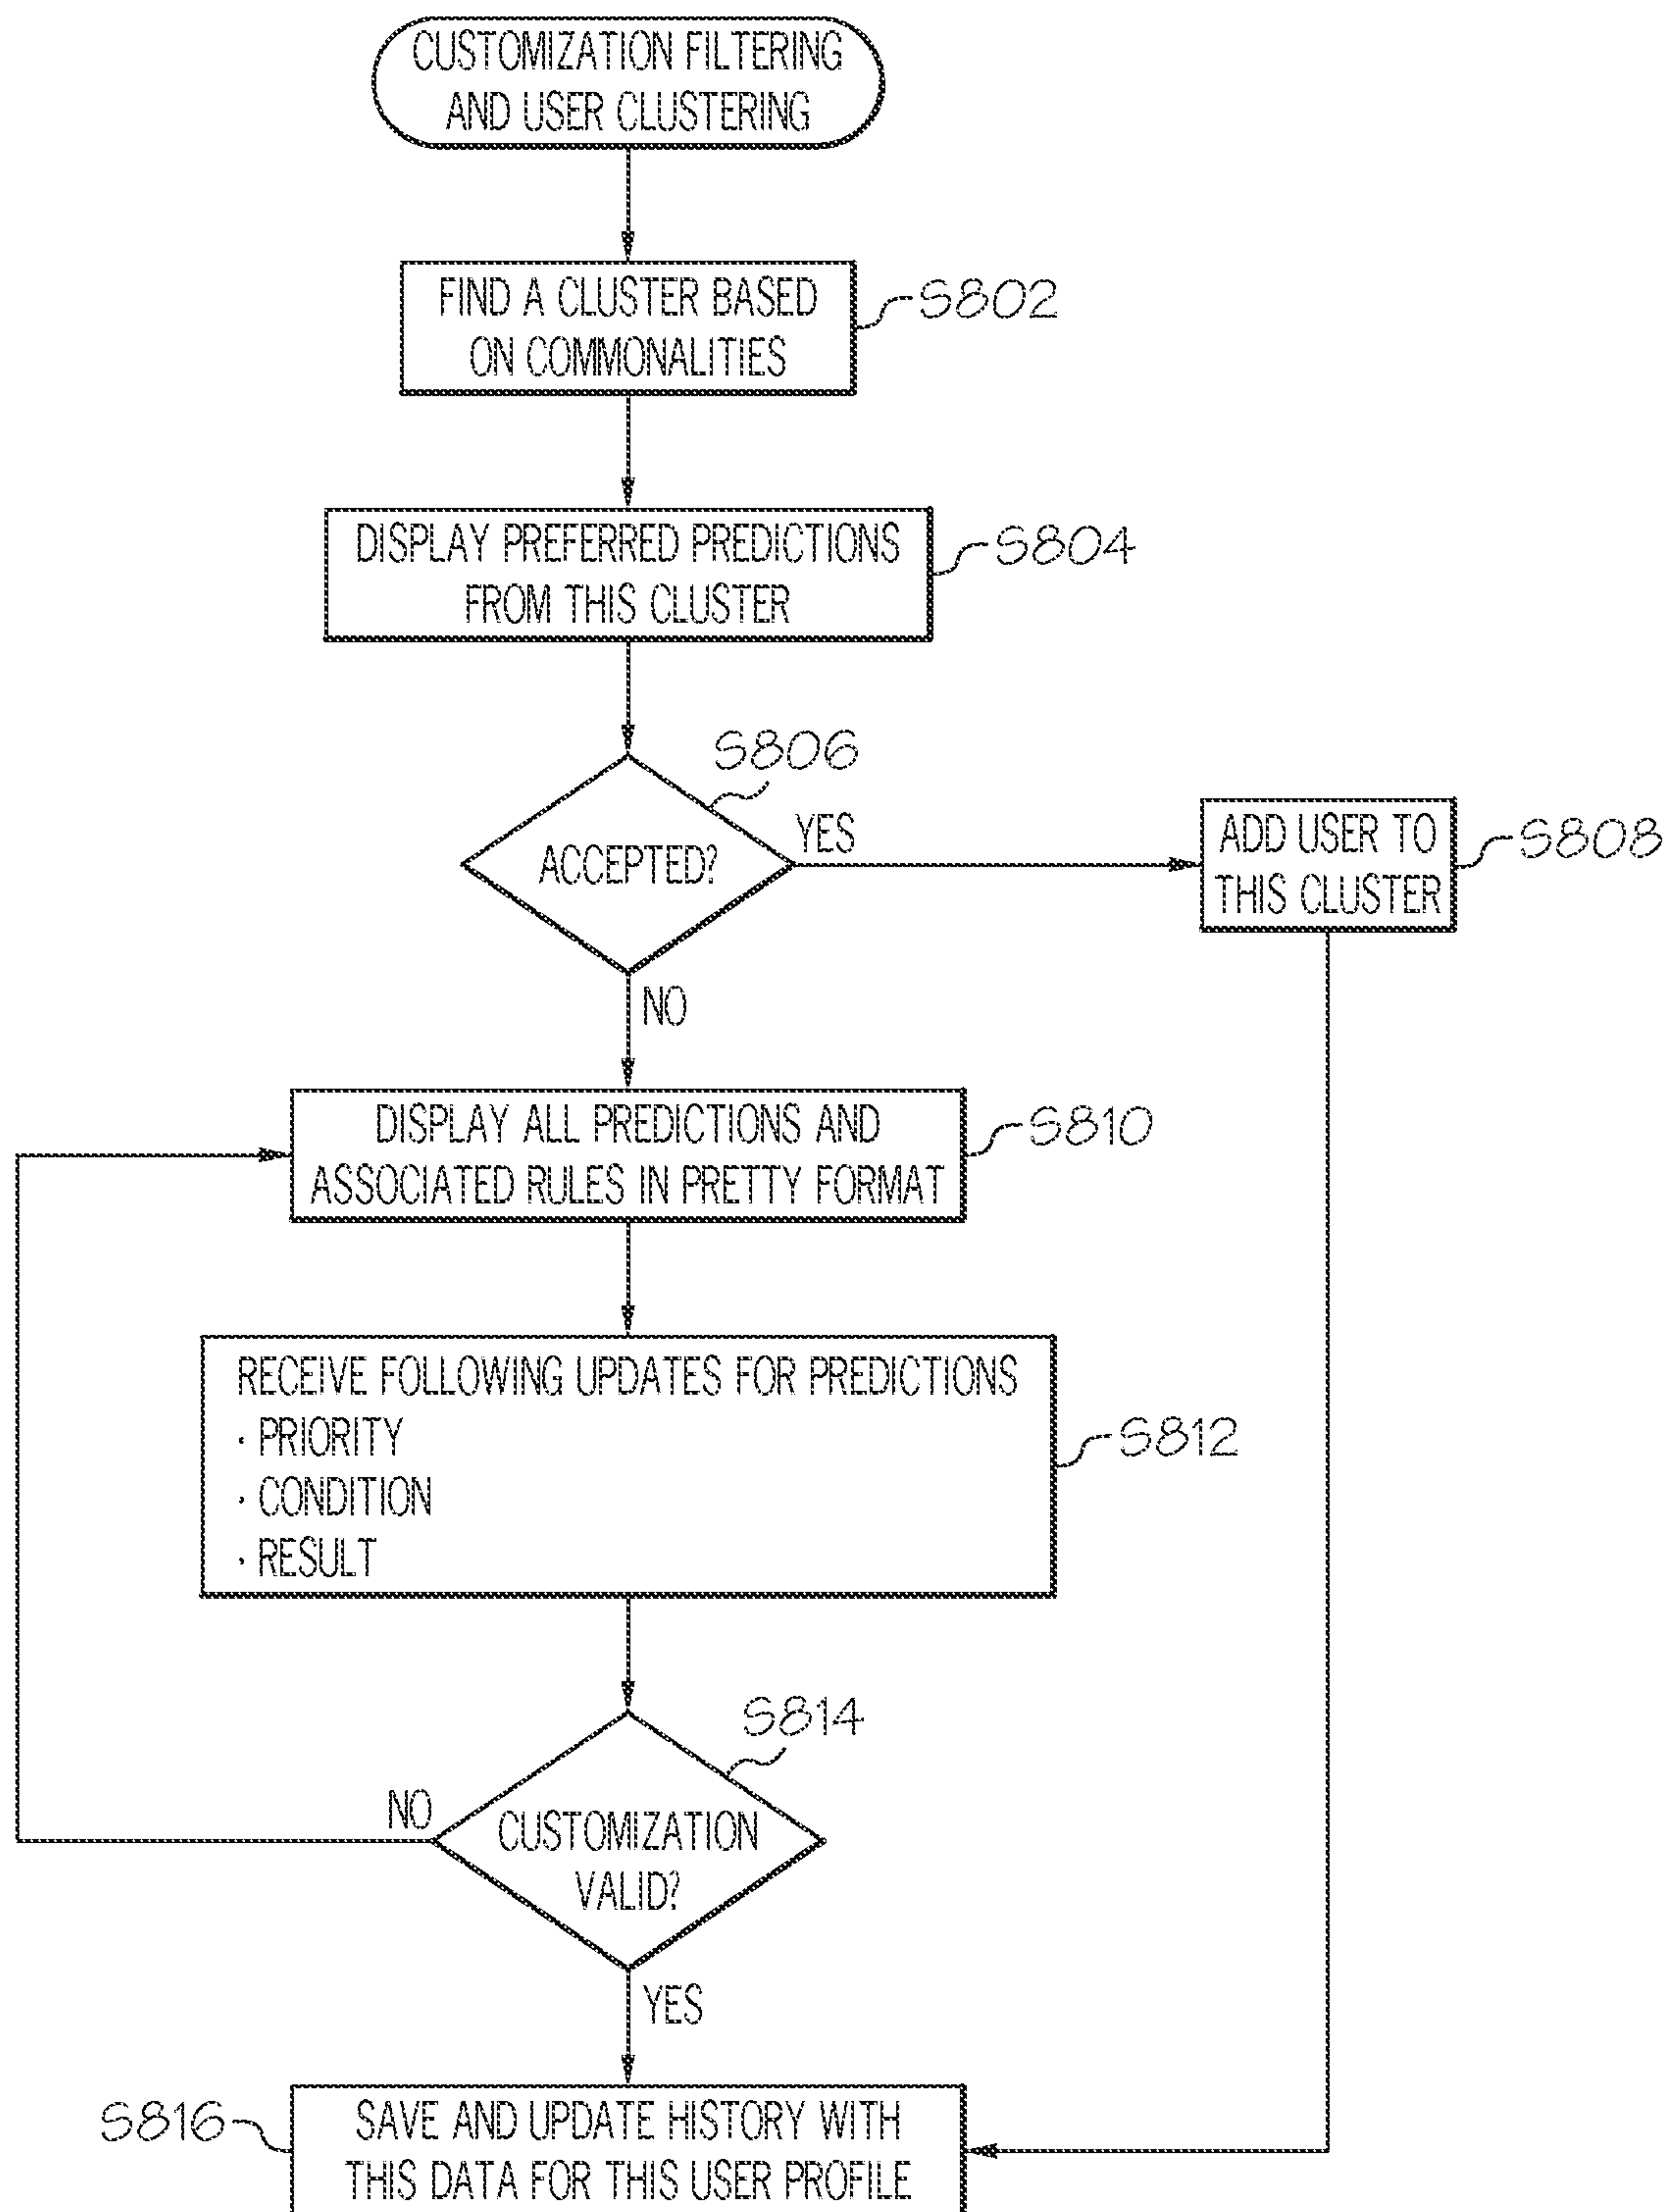 CUSTOMIZATION FILTERING
AND USER CLUSTERING
FIND A CLUSTER BASED
ON COMMONALITIES
S802
DISPLAY PREFERRED PREDICTIONS
FROM THIS CLUSTER
S804
S806
ACCEPTED?
YES
ADD USER TO
THIS CLUSTER
S808
NO
DISPLAY ALL PREDICTIONS AND
ASSOCIATED RULES IN PRETTY FORMAT
S810
RECEIVE FOLLOWING UPDATES FOR PREDICTIONS
· PRIORITY
· CONDITION
· RESULT
S812
S814
NO
CUSTOMIZATION
VALID?
YES
S816
SAVE AND UPDATE HISTORY WITH
THIS DATA FOR THIS USER PROFILE